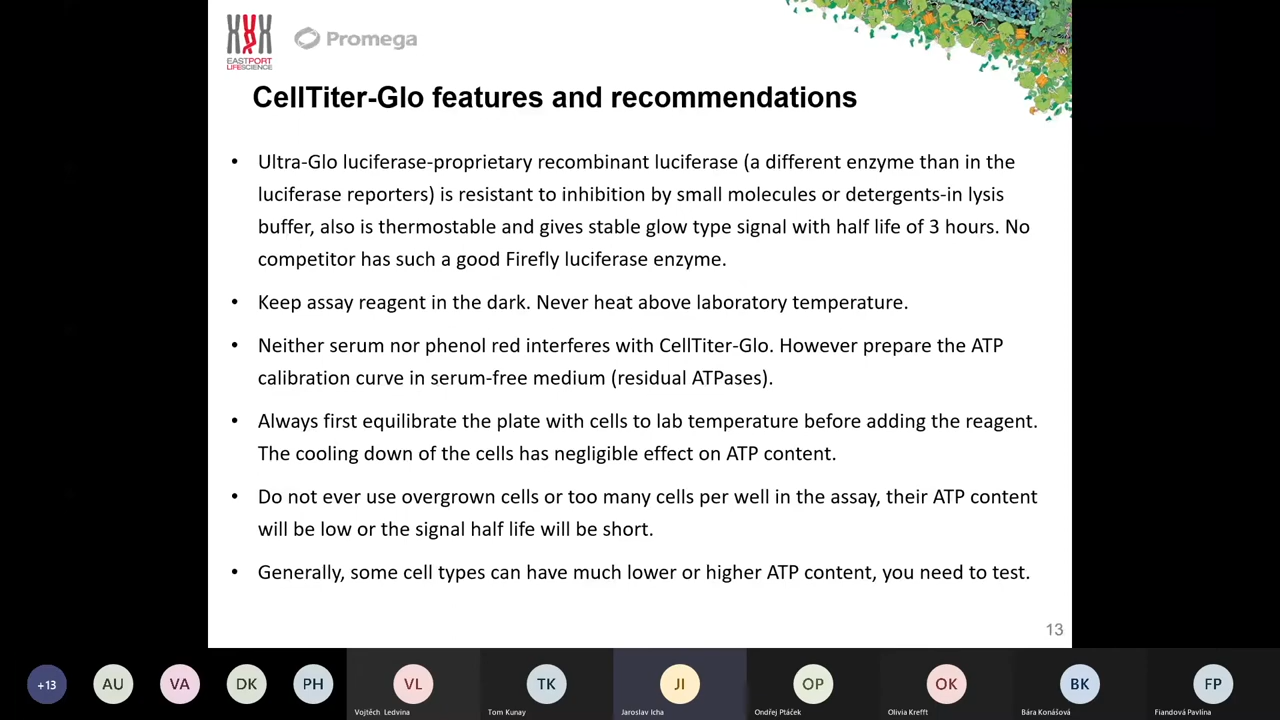 EASTPORT
LIFESCIENCE
Promega
CellTiter-Glo features and recommendations
• Ultra-Glo luciferase-proprietary recombinant luciferase (a different enzyme than in the
luciferase reporters) is resistant to inhibition by small molecules or detergents-in lysis
buffer, also is thermostable and gives stable glow type signal with half life of 3 hours. No
competitor has such a good Firefly luciferase enzyme.
• Keep assay reagent in the dark. Never heat above laboratory temperature.
• Neither serum nor phenol red interferes with CellTiter-Glo. However prepare the ATP
calibration curve in serum-free medium (residual ATPases).
• Always first equilibrate the plate with cells to lab temperature before adding the reagent.
The cooling down of the cells has negligible effect on ATP content.
• Do not ever use overgrown cells or too many cells per well in the assay, their ATP content
will be low or the signal half life will be short.
• Generally, some cell types can have much lower or higher ATP content, you need to test.
13
+13 AU VA DK PH VL TK JI OP OK BK FP
Vojtěch Ledvina Tom Kunay Jaroslav Icha Ondřej Ptáček Olivia Krefft Bára Konášová Fiandová Pavlína